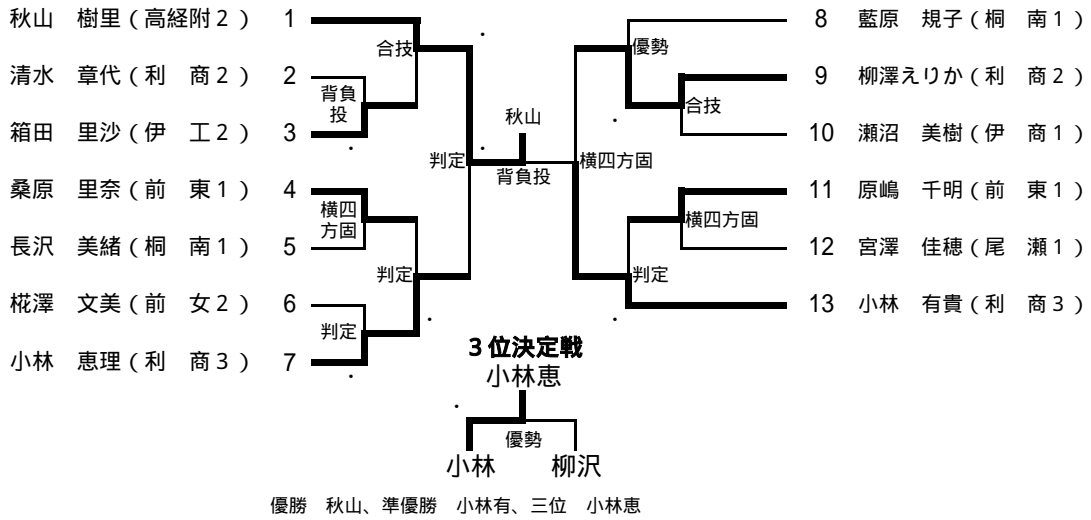 秋山　樹里（高経附２） 1
清水　章代（利　商２） 2
箱田　里沙（伊　工２） 3
桑原　里奈（前　東１） 4
長沢　美緒（桐　南１） 5
椛澤　文美（前　女２） 6
小林　恵理（利　商３） 7
合技
背負
投
判定
横四
方固
判定
判定
秋山
背負投
8 藍原　規子（桐　南１）
9 柳澤えりか（利　商２）
10 瀬沼　美樹（伊　商１）
11 原嶋　千明（前　東１）
12 宮澤　佳穂（尾　瀬１）
13 小林　有貴（利　商３）
優勢
合技
横四方固
横四方固
判定
３位決定戦
小林恵
優勢
小林 柳沢
優勝　秋山、準優勝　小林有、三位　小林恵